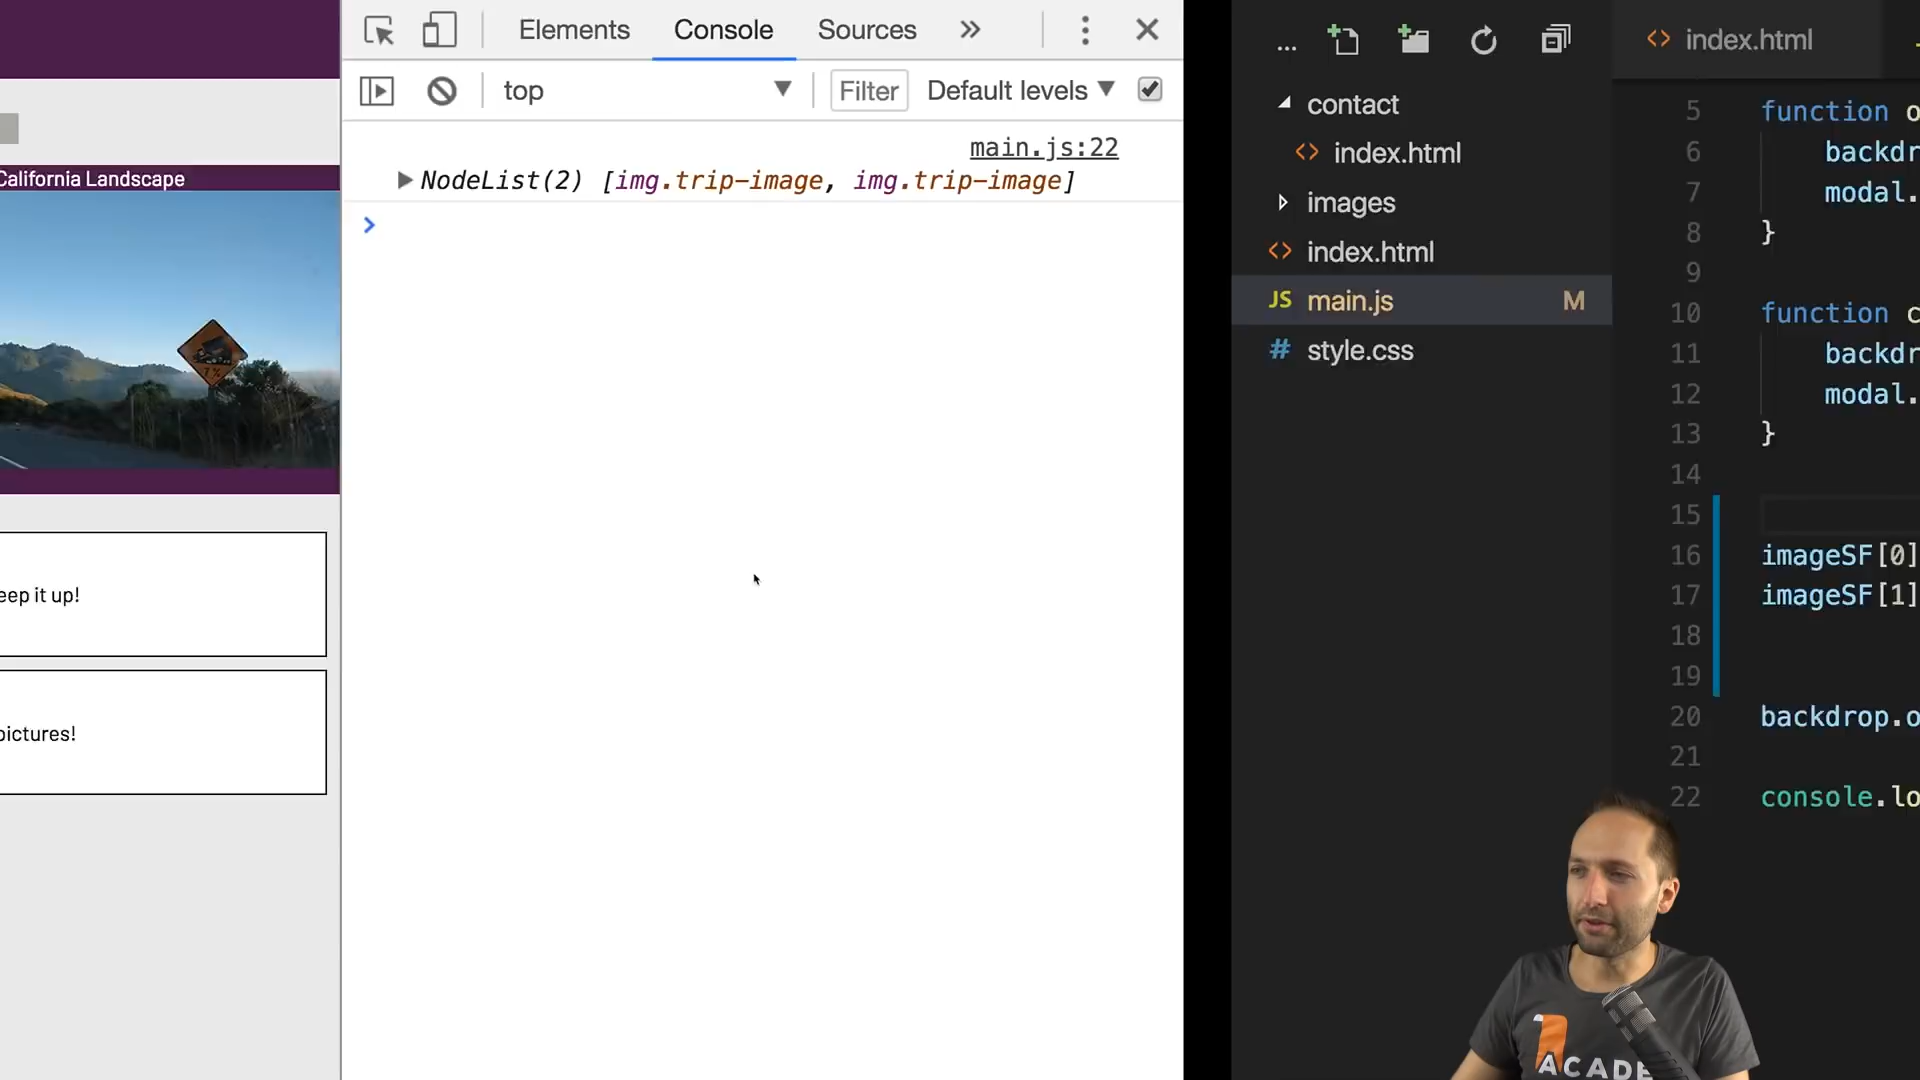 California Landscape
7%
eep it up!
pictures!
Elements Console Sources »
top Filter Default levels
main.js:22
NodeList(2) [img.trip-image, img.trip-image]
>
...
contact
<> index.html
images
<> index.html
JS main.js M
# style.css
<> index.html
5 function o
6 backdr
7 modal.
8 }
9
10 function c
11 backdr
12 modal.
13 }
14
15
16 imageSF[0]
17 imageSF[1]
18
19
20 backdrop.o
21
22 console.lo
ACADE